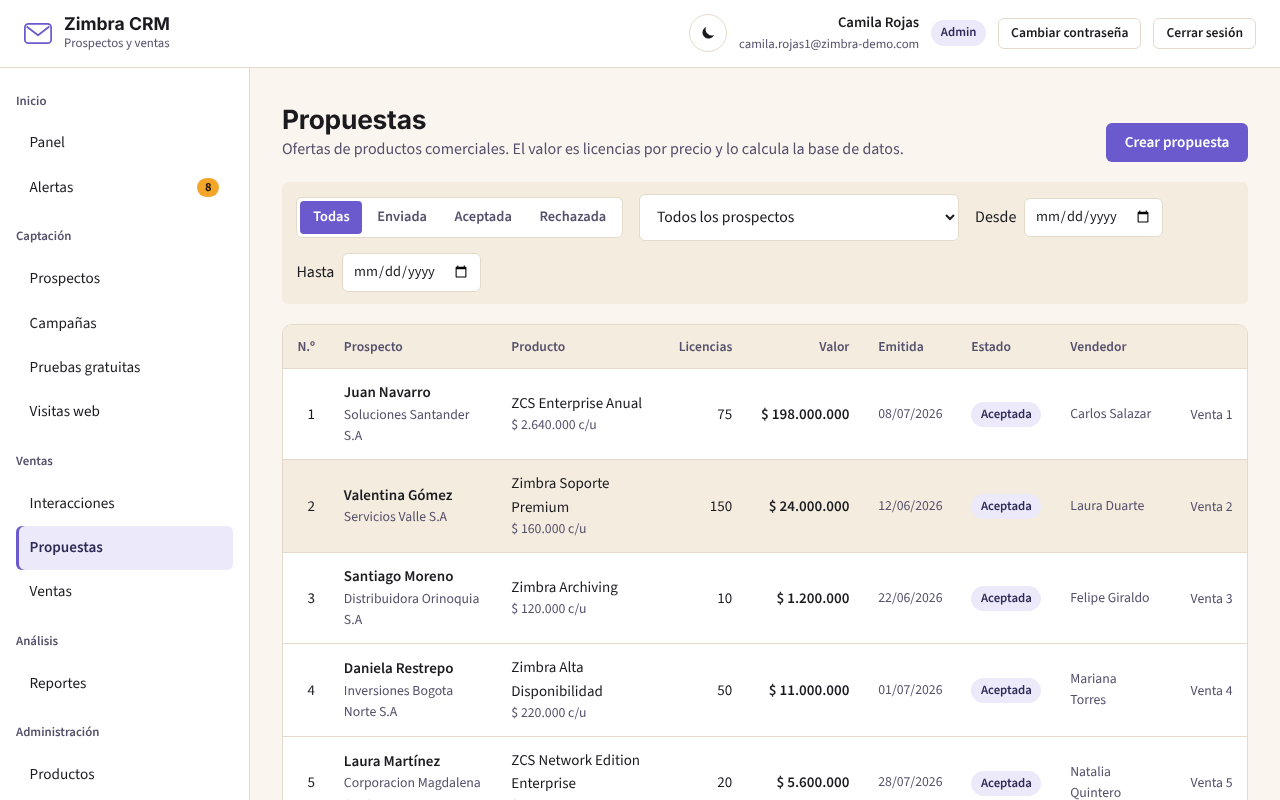 Zimbra CRM
Prospectos y ventas
Camila Rojas
camila.rojas1@zimbra-demo.com
Admin
Cambiar contraseña
Cerrar sesión
Inicio
Panel
Alertas 8
Captación
Prospectos
Campañas
Pruebas gratuitas
Visitas web
Ventas
Interacciones
Propuestas
Ventas
Análisis
Reportes
Administración
Productos
Propuestas
Ofertas de productos comerciales. El valor es licencias por precio y lo calcula la base de datos.
Crear propuesta
Todas Enviada Aceptada Rechazada
Todos los prospectos
Desde mm/dd/yyyy
Hasta mm/dd/yyyy
N.º Prospecto Producto Licencias Valor Emitida Estado Vendedor
1 Juan Navarro
Soluciones Santander
S.A
ZCS Enterprise Anual
$ 2.640.000 c/u
75 $ 198.000.000 08/07/2026 Aceptada Carlos Salazar Venta 1
2 Valentina Gómez
Servicios Valle S.A
Zimbra Soporte
Premium
$ 160.000 c/u
150 $ 24.000.000 12/06/2026 Aceptada Laura Duarte Venta 2
3 Santiago Moreno
Distribuidora Orinoquia
S.A
Zimbra Archiving
$ 120.000 c/u
10 $ 1.200.000 22/06/2026 Aceptada Felipe Giraldo Venta 3
4 Daniela Restrepo
Inversiones Bogota
Norte S.A
Zimbra Alta
Disponibilidad
$ 220.000 c/u
50 $ 11.000.000 01/07/2026 Aceptada Mariana
Torres
Venta 4
5 Laura Martínez
Corporacion Magdalena
ZCS Network Edition
Enterprise
20 $ 5.600.000 28/07/2026 Aceptada Natalia
Quintero
Venta 5